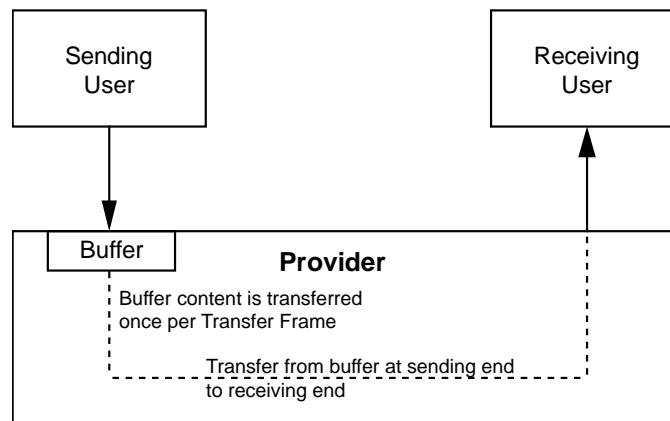 Sending
User
Receiving
User
Buffer
Provider
Buffer content is transferred
once per Transfer Frame
Transfer from buffer at sending end
to receiving end